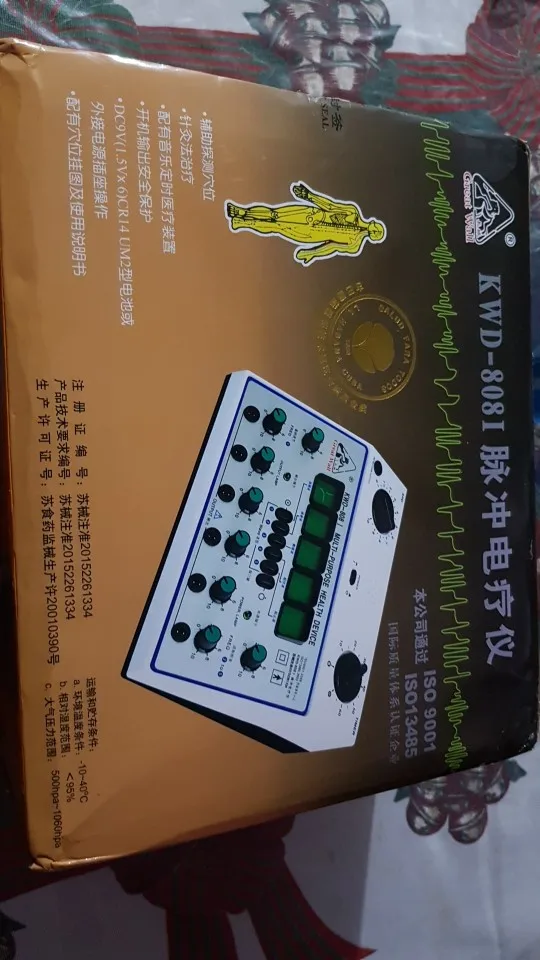 Great Wall
®
KWD-808I 脉冲电疗仪
本公司通过 ISO 9001
ISO13485
国际质量体系认证企业
SALUD PARA TODOS
•辅助探测穴位
•针灸法治疗
•配有音乐定时医疗装置
•开机输出安全保护
•DC9V(1.5V×6)CR14 UM2型电池或
外接电源插座操作
•配有穴位挂图及使用说明书
Great Wall
KWD-808 I MULTI-PURPOSE HEALTH DEVICE
注册证编号：苏械注准20152261334
产品技术要求编号：苏械注准20152261334
生产许可证号：苏食药监械生产许20010390号
运输和贮存条件：
a. 环境温度条件：-10~40℃
b. 相对湿度范围：＜95%
c. 大气压力范围：500hpa~1060hpa